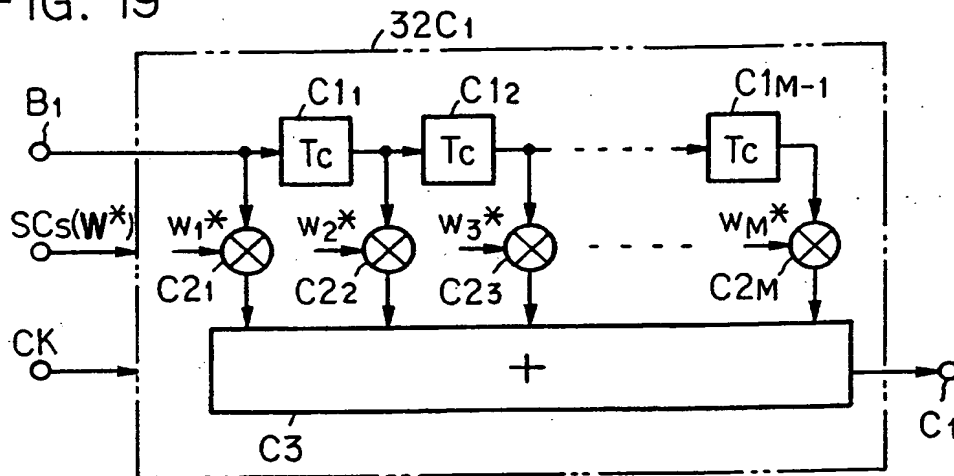 FIG. 19
32C1
B1
C11
C12
C1M-1
Tc
Tc
Tc
SCs(W*)
w1*
w2*
w3*
wM*
C21
C22
C23
C2M
CK
+
C3
C1